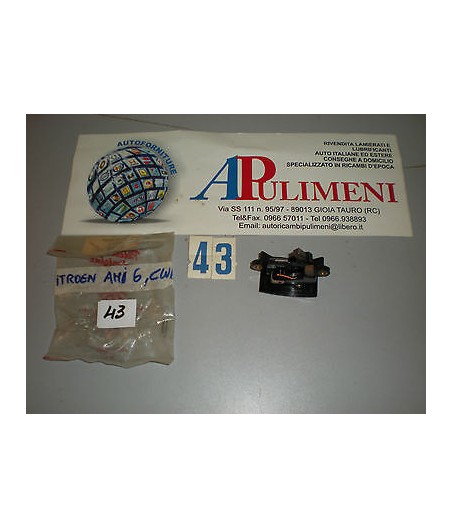 AUTOFORNITURE
APULIMENI
RIVENDITA LAMIERATI E
LUBRIFICANTI
AUTO ITALIANE ED ESTERE
CONSEGNE A DOMICILIO
SPECIALIZZATO IN RICAMBI D'EPOCA
Via SS 111 n. 95/97 - 89013 GIOIA TAURO (RC)
Tel&Fax: 0966 57011 - Tel 0966.938893
Email: autoricambipulimeni@libero.it
43
ITROEN AMI 6,
43